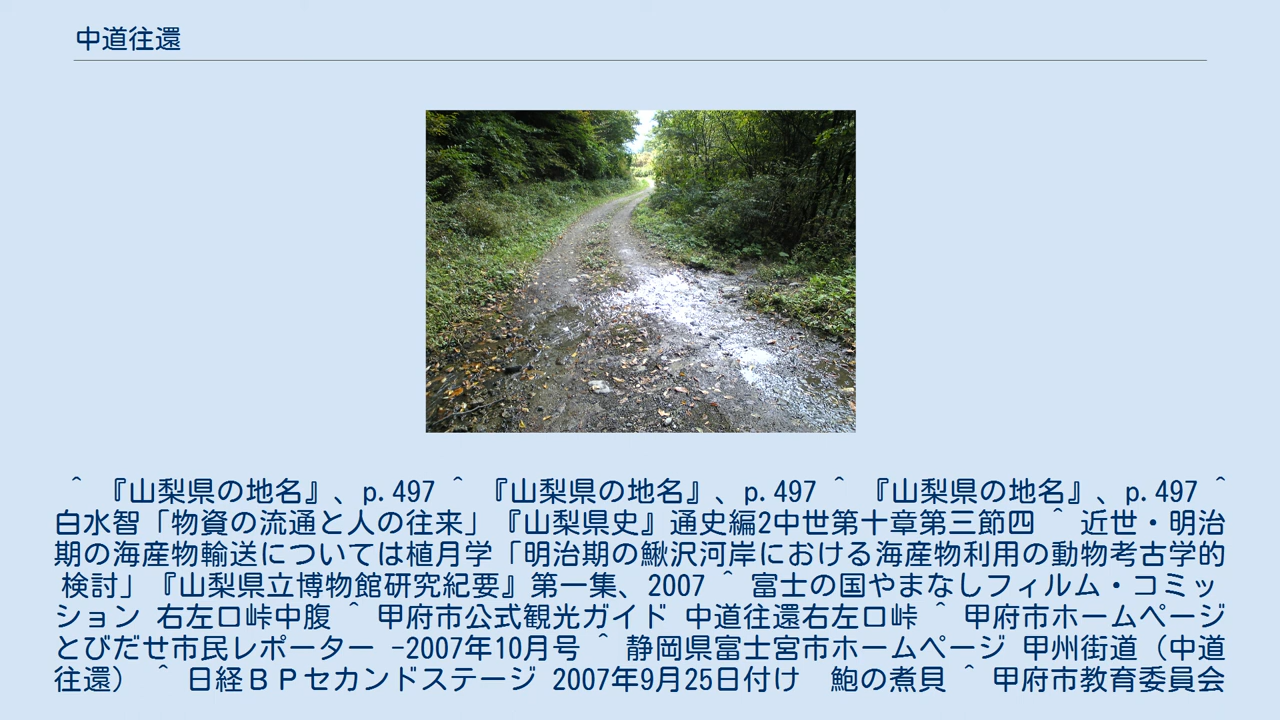 中道往還
^ 『山梨県の地名』、p.497 ^ 『山梨県の地名』、p.497 ^ 『山梨県の地名』、p.497 ^
白水智「物資の流通と人の往来」『山梨県史』通史編2中世第十章第三節四 ^ 近世・明治
期の海産物輸送については植月学「明治期の鰍沢河岸における海産物利用の動物考古学的
検討」『山梨県立博物館研究紀要』第一集、2007 ^ 富士の国やまなしフィルム・コミッ
ション 右左口峠中腹 ^ 甲府市公式観光ガイド 中道往還右左口峠 ^ 甲府市ホームページ
とびだせ市民レポーター -2007年10月号 ^ 静岡県富士宮市ホームページ 甲州街道（中道
往還） ^ 日経ＢＰセカンドステージ 2007年9月25日付け　鮑の煮貝 ^ 甲府市教育委員会